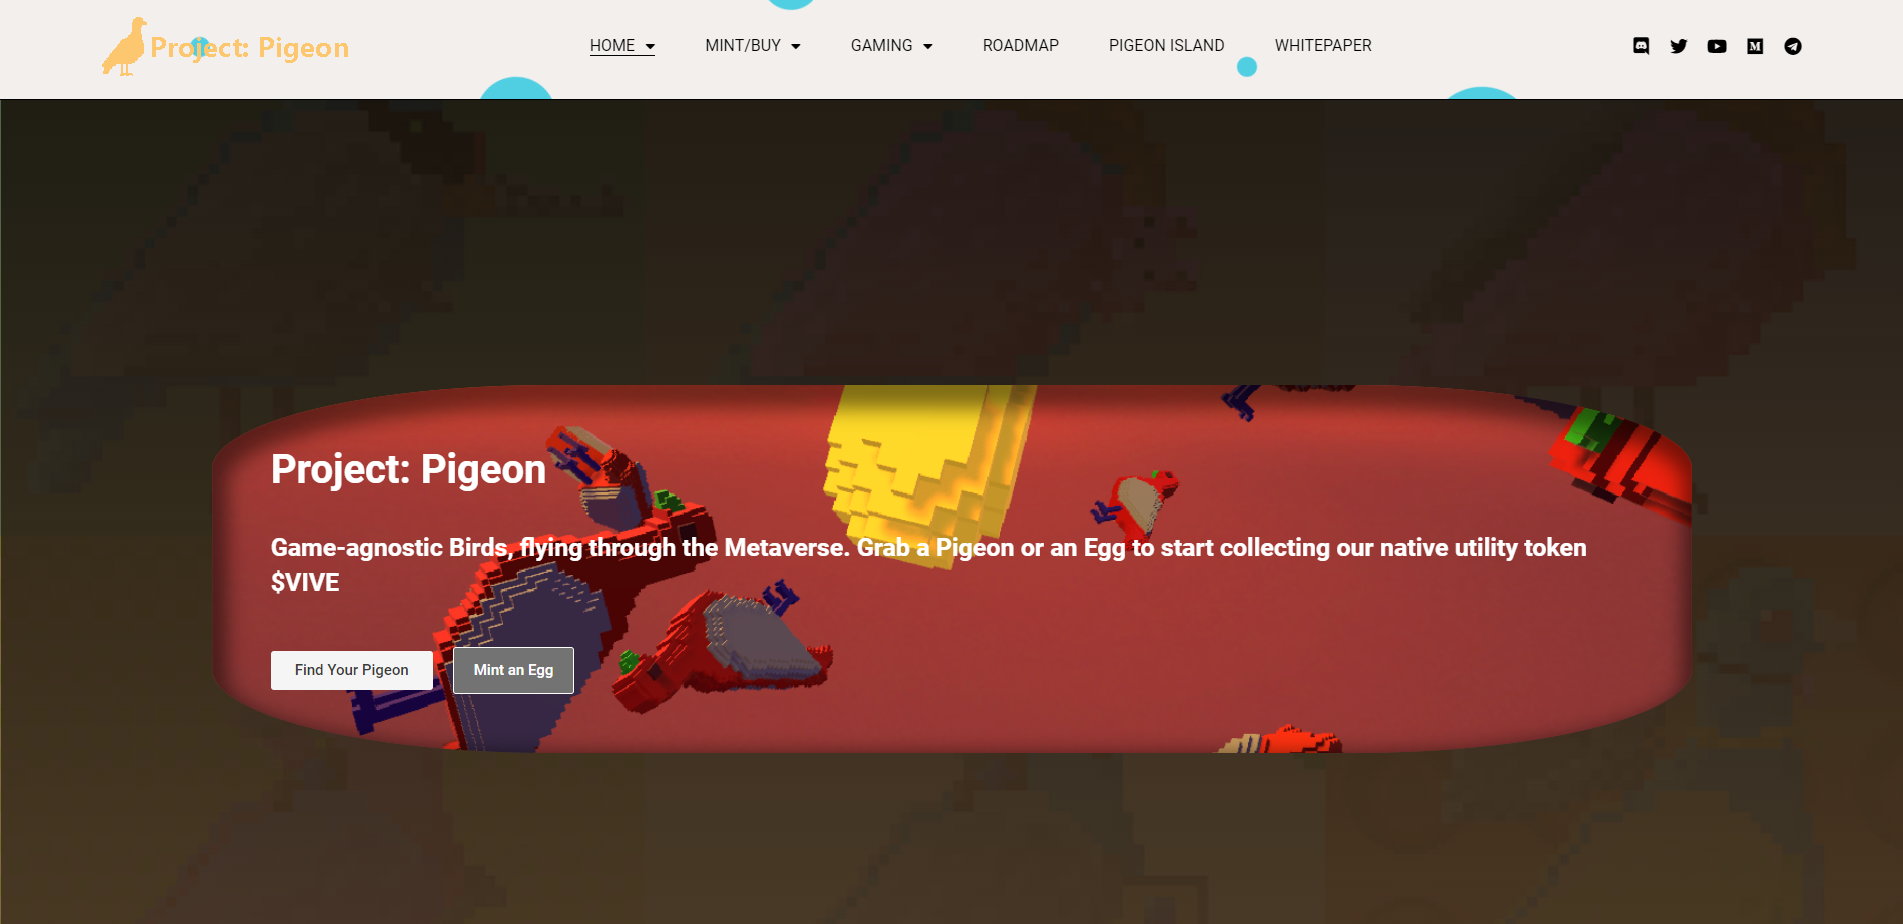 Project: Pigeon
HOME
MINT/BUY
GAMING
ROADMAP
PIGEON ISLAND
WHITEPAPER
Project: Pigeon
Game-agnostic Birds, flying through the Metaverse. Grab a Pigeon or an Egg to start collecting our native utility token
$VIVE
Find Your Pigeon
Mint an Egg